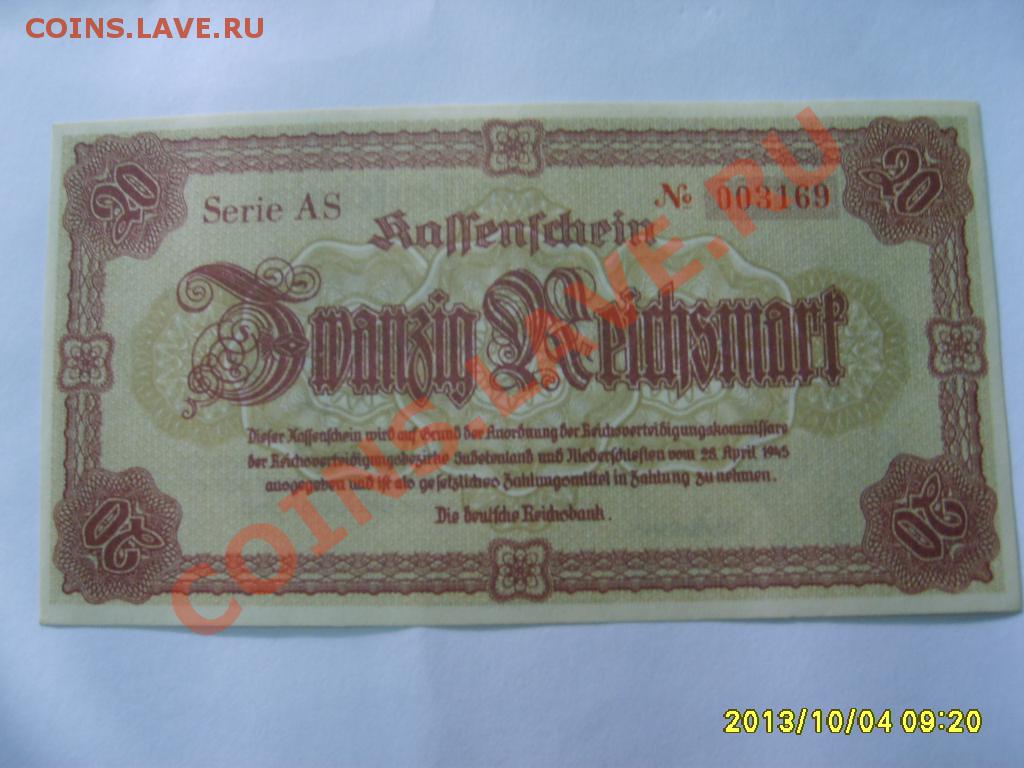 COINS.LAVE.RU
20
20
Serie AS
№ 003169
Kassenschein
Zwanzig Reichsmark
Dieser Kassenschein wird auf Grund der Anordnung der Reichsverteidigungskommissare
der Reichsverteidigungsbezirke Sudetenland und Niederschlesien vom 28. April 1945
ausgegeben und ist als gesetzliches Zahlungsmittel in Zahlung zu nehmen.
Die deutsche Reichsbank.
20
20
COINS.LAVE.RU
2013/10/04 09:20